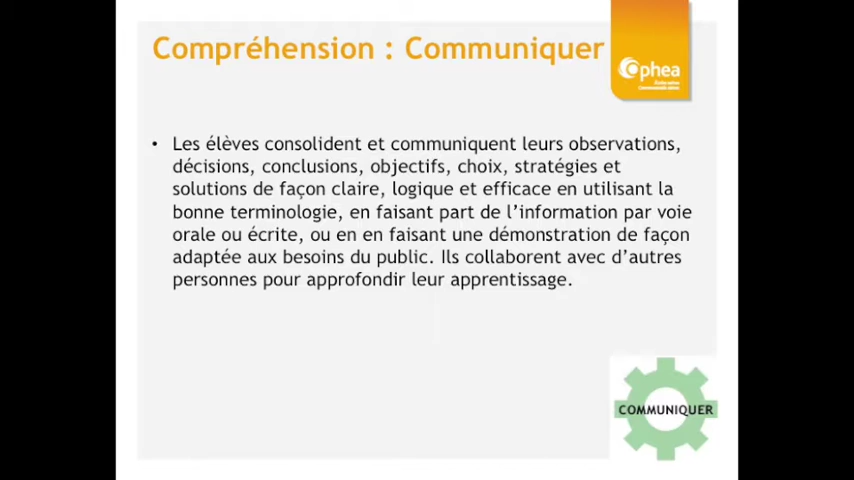 Compréhension : Communiquer
Ophea
• Les élèves consolident et communiquent leurs observations,
décisions, conclusions, objectifs, choix, stratégies et
solutions de façon claire, logique et efficace en utilisant la
bonne terminologie, en faisant part de l’information par voie
orale ou écrite, ou en en faisant une démonstration de façon
adaptée aux besoins du public. Ils collaborent avec d’autres
personnes pour approfondir leur apprentissage.
COMMUNIQUER